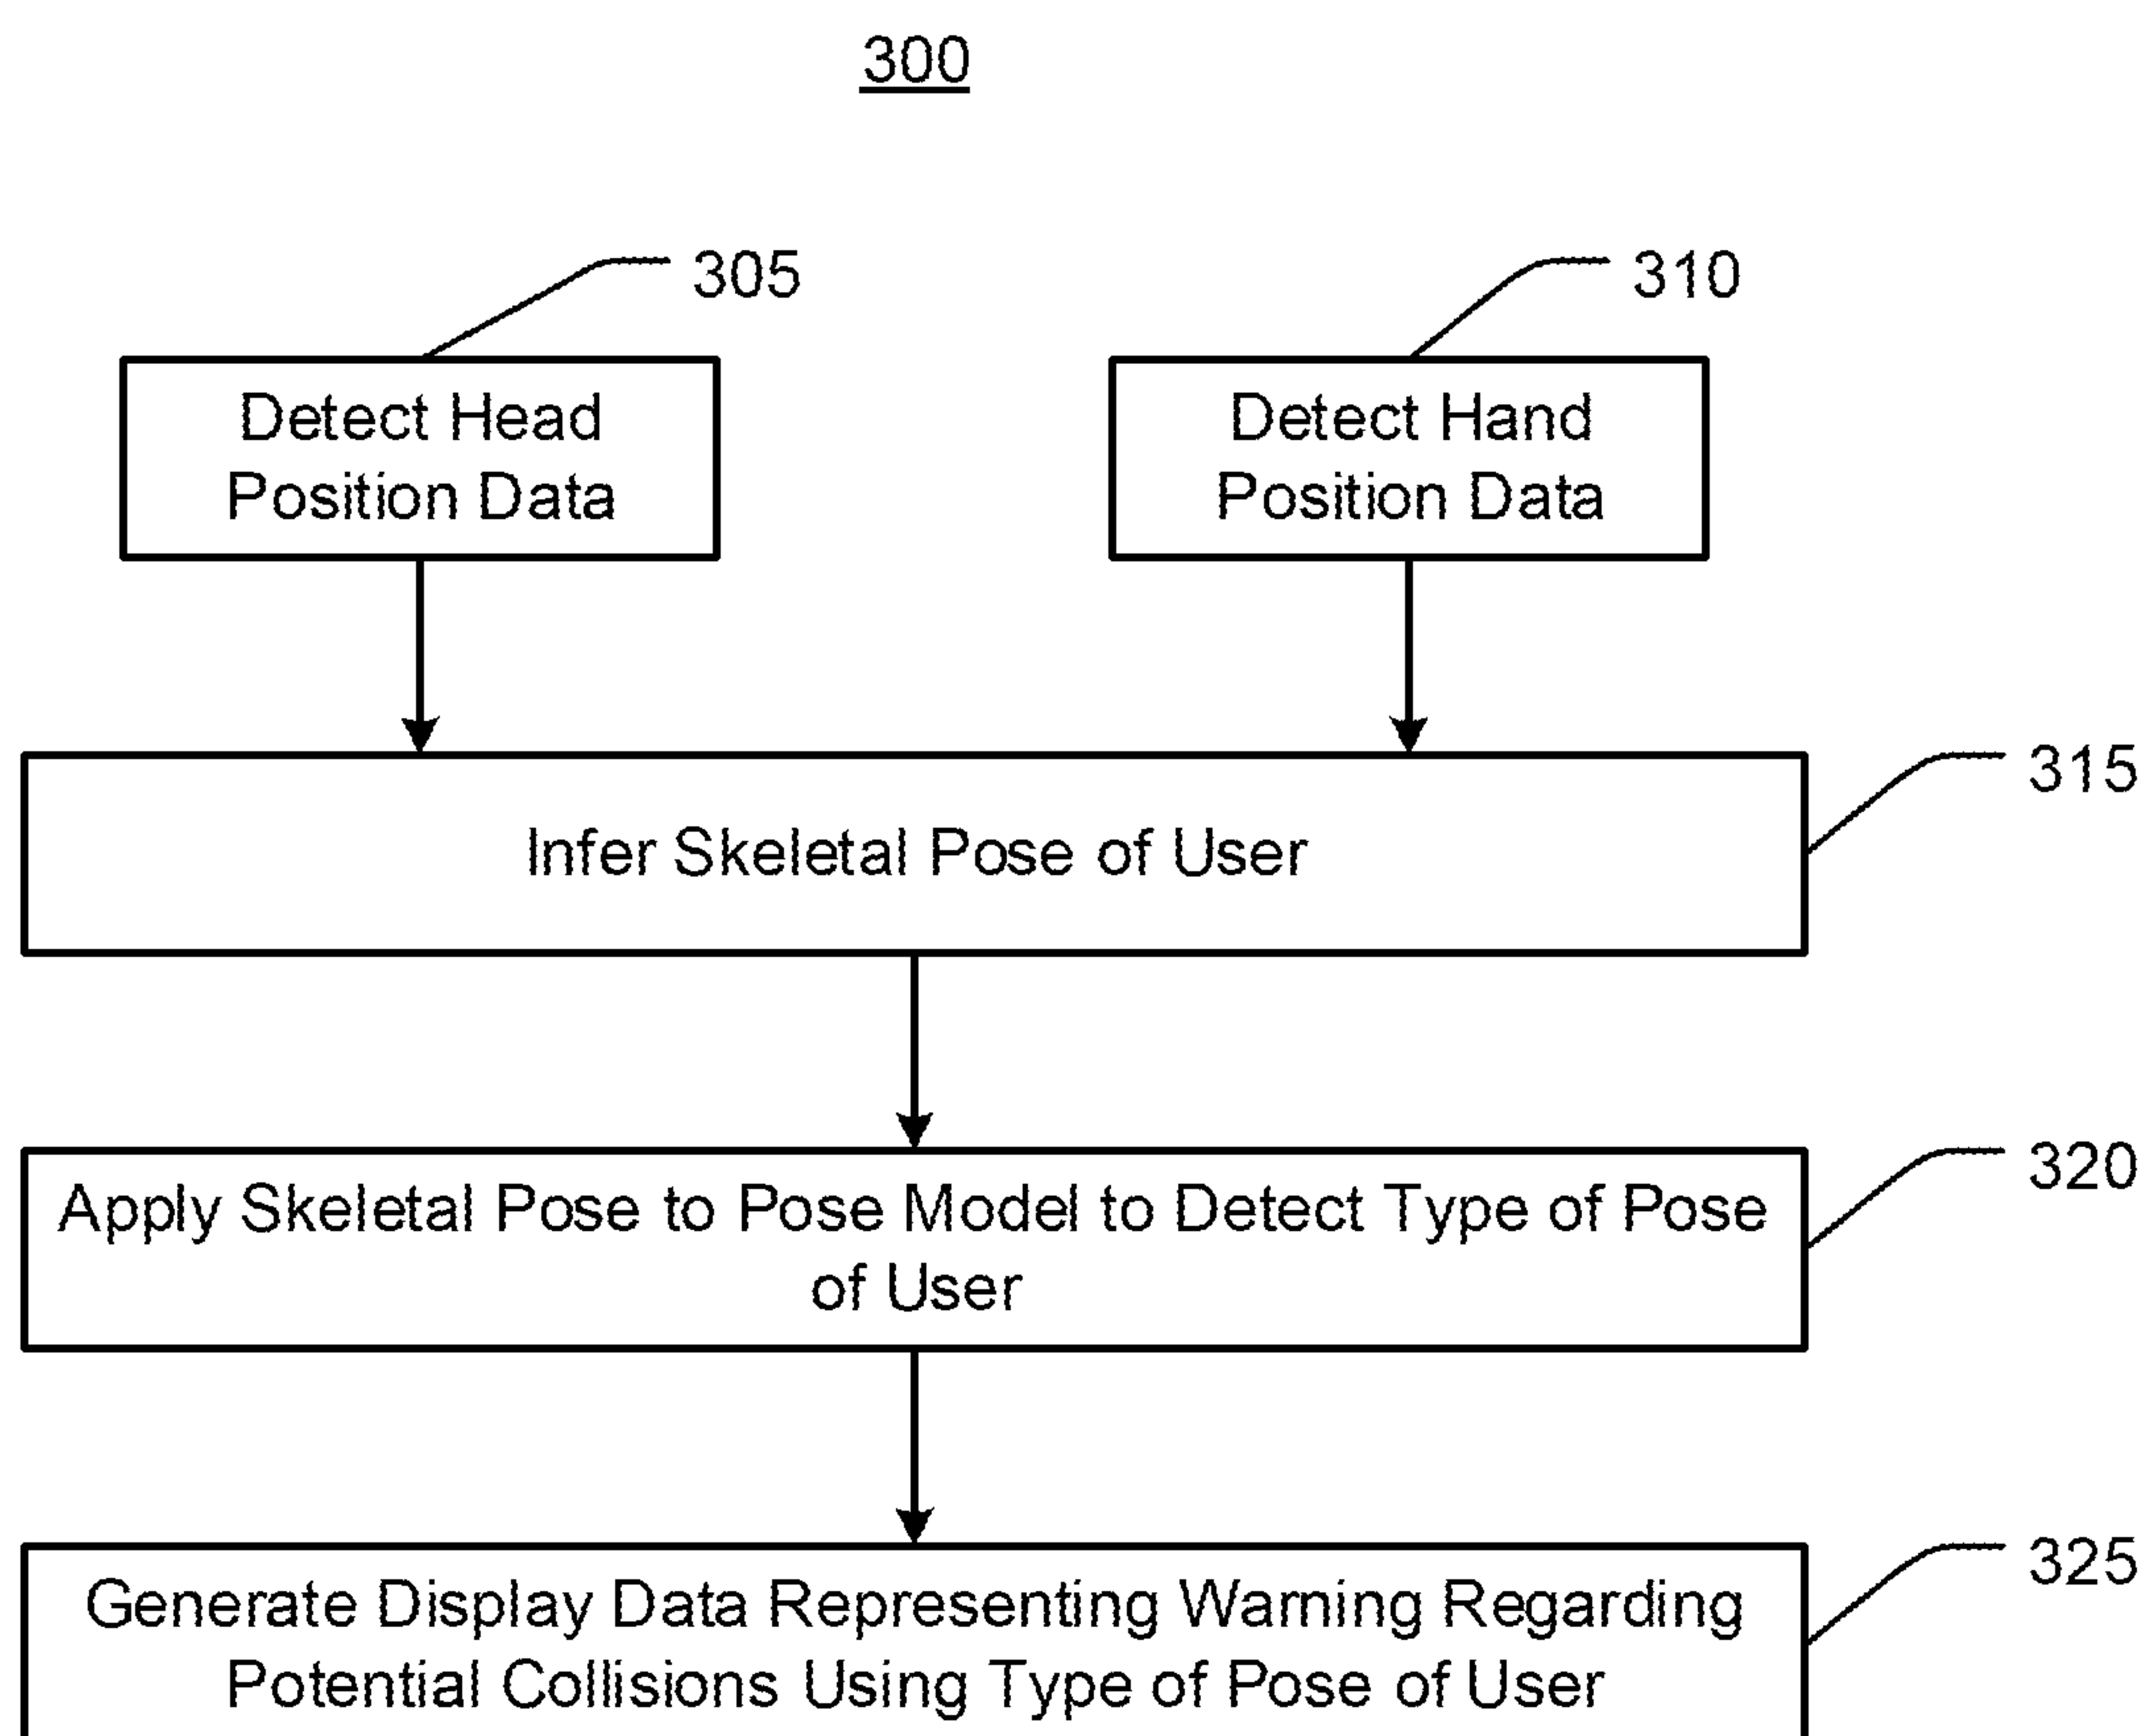 300
305
310
Detect Head
Position Data
Detect Hand
Position Data
315
Infer Skeletal Pose of User
320
Apply Skeletal Pose to Pose Model to Detect Type of Pose
of User
325
Generate Display Data Representing Warning Regarding
Potential Collisions Using Type of Pose of User